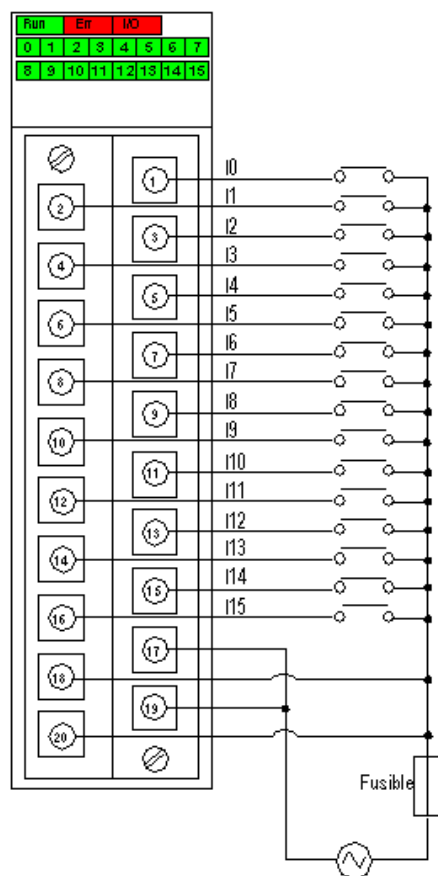 Run Err I/O
0 1 2 3 4 5 6 7
8 9 10 11 12 13 14 15
1 I0
2 I1
3 I2
4 I3
5 I4
6 I5
7 I6
8 I7
9 I8
10 I9
11 I10
12 I11
13 I12
14 I13
15 I14
16 I15
17
18
19
20
Fusible